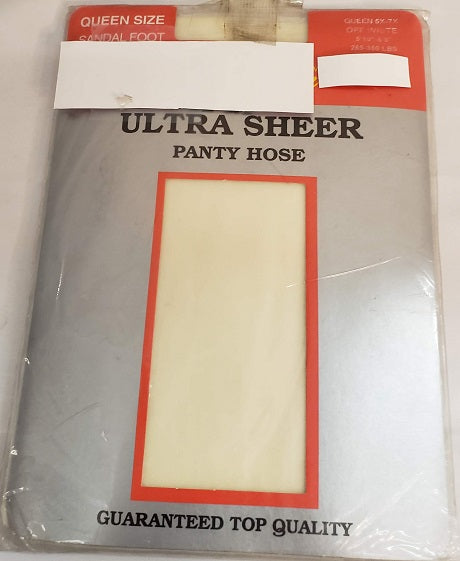 QUEEN SIZE
SANDAL FOOT
QUEEN 5X-7X
OFF WHITE
ULTRA SHEER
PANTY HOSE
GUARANTEED TOP QUALITY